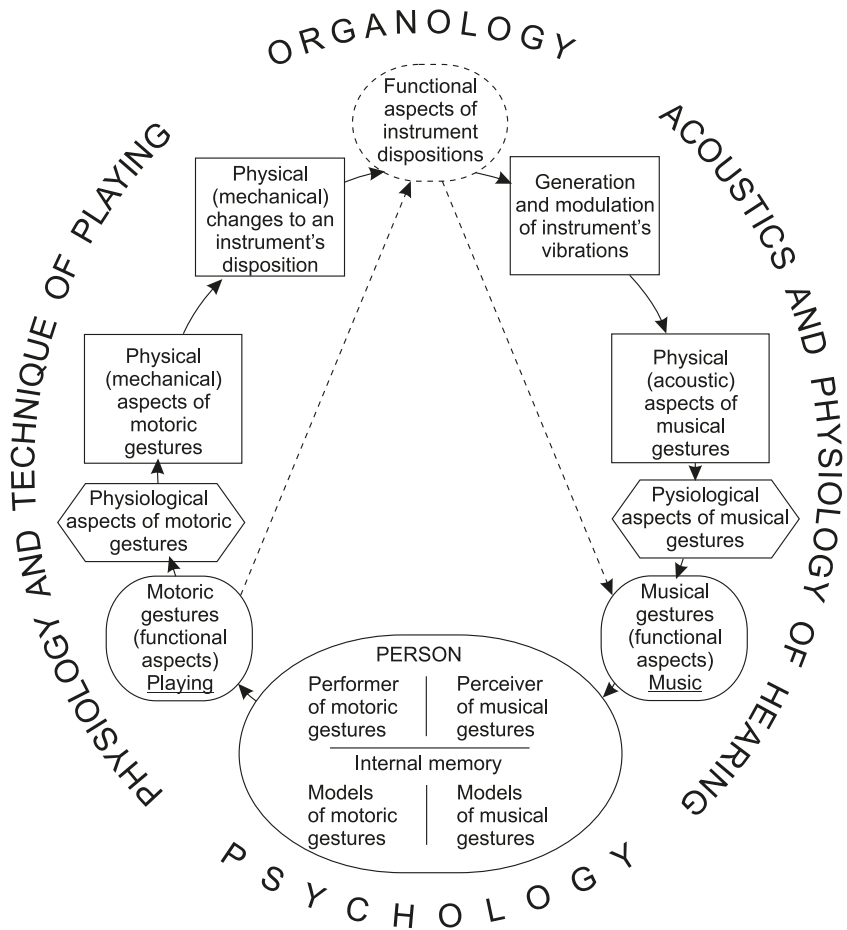 ORGANOLOGY
PHYSIOLOGY AND TECHNIQUE OF PLAYING
ACOUSTICS AND PHYSIOLOGY OF HEARING
Functional
aspects of
instrument
dispositions
Physical
(mechanical)
changes to an
instrument's
disposition
Generation
and modulation
of instrument's
vibrations
Physical
(mechanical)
aspects of
motoric
gestures
Physical
(acoustic)
aspects of
musical
gestures
Physiological
aspects of motoric
gestures
Pysiological
aspects of musical
gestures
Motoric
gestures
(functional
aspects)
Playing
Musical
gestures
(functional
aspects)
Music
PERSON
Performer
of motoric
gestures
Perceiver
of musical
gestures
Internal memory
Models
of motoric
gestures
Models
of musical
gestures
PSYCHOLOGY